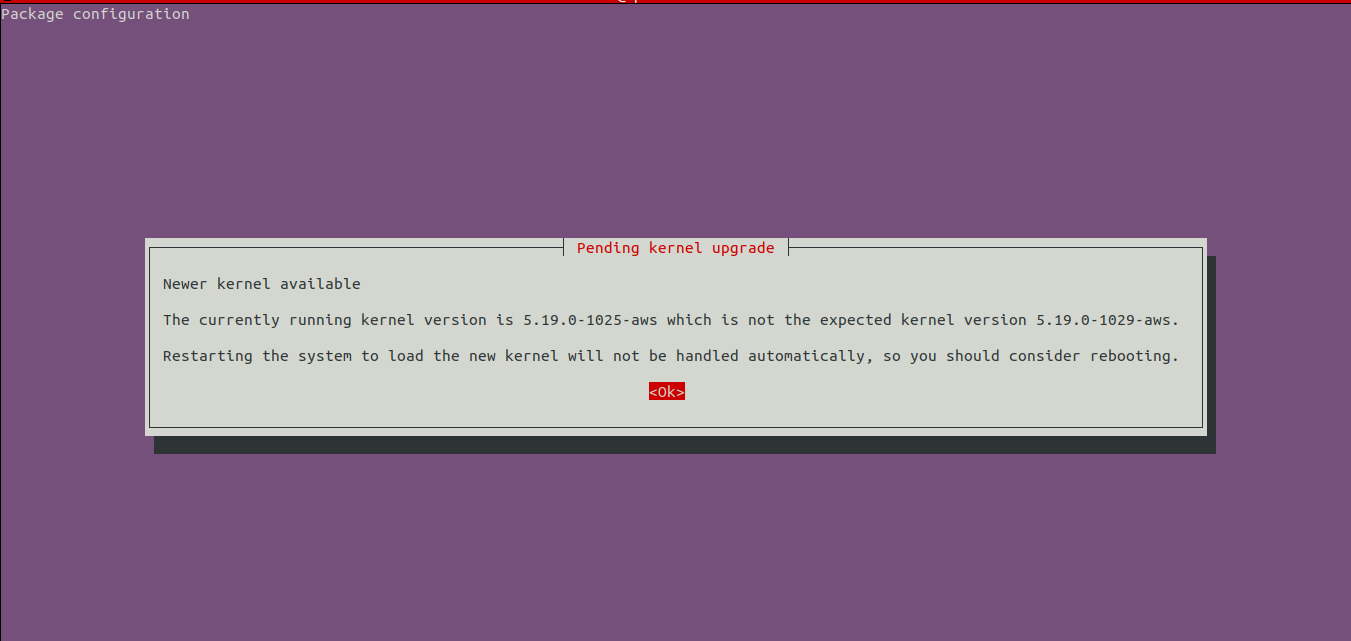 Package configuration
Pending kernel upgrade
Newer kernel available
The currently running kernel version is 5.19.0-1025-aws which is not the expected kernel version 5.19.0-1029-aws.
Restarting the system to load the new kernel will not be handled automatically, so you should consider rebooting.
<Ok>